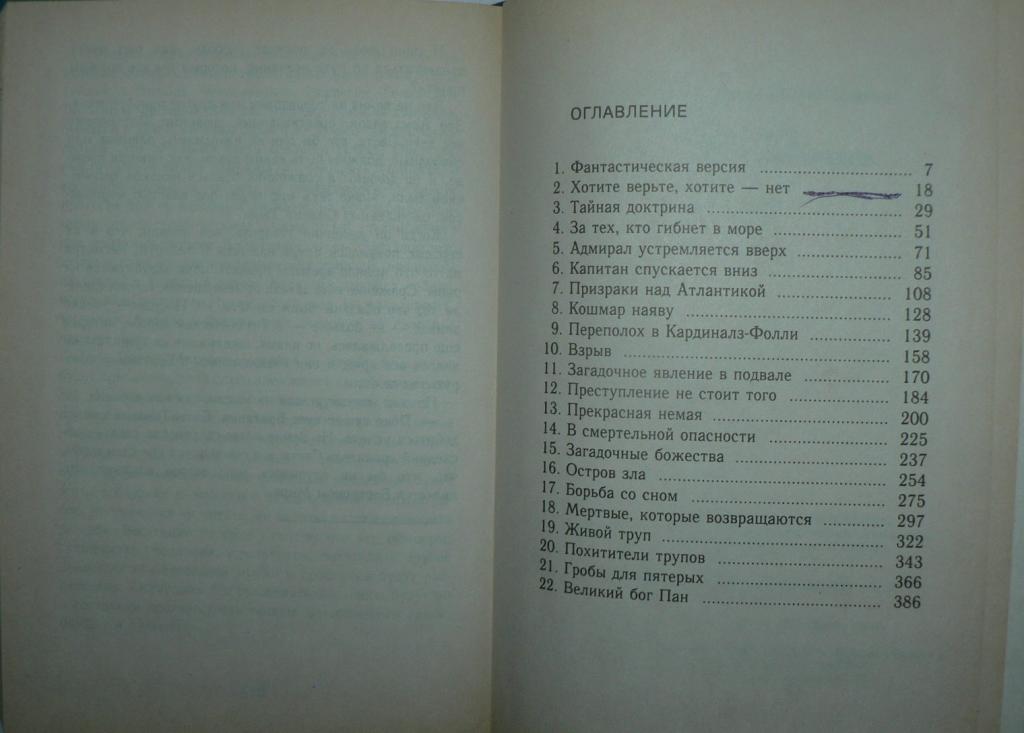 ОГЛАВЛЕНИЕ
1. Фантастическая версия 7
2. Хотите верьте, хотите — нет 18
3. Тайная доктрина 29
4. За тех, кто гибнет в море 51
5. Адмирал устремляется вверх 71
6. Капитан спускается вниз 85
7. Призраки над Атлантикой 108
8. Кошмар наяву 128
9. Переполох в Кардиналз-Фолли 139
10. Взрыв 158
11. Загадочное явление в подвале 170
12. Преступление не стоит того 184
13. Прекрасная немая 200
14. В смертельной опасности 225
15. Загадочные божества 237
16. Остров зла 254
17. Борьба со сном 275
18. Мертвые, которые возвращаются 297
19. Живой труп 322
20. Похитители трупов 343
21. Гробы для пятерых 366
22. Великий бог Пан 386